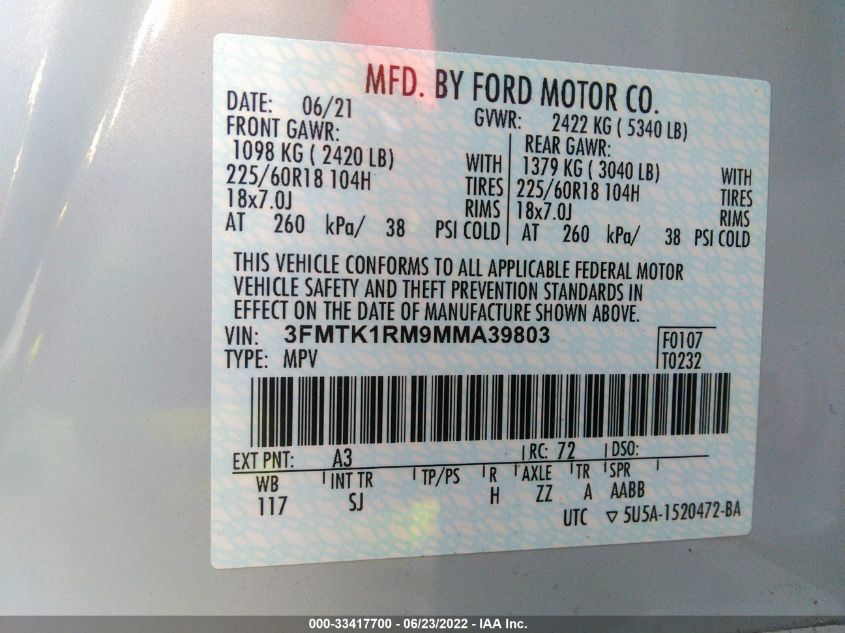 MFD. BY FORD MOTOR CO.
DATE: 06/21 GVWR: 2422 KG ( 5340 LB)
FRONT GAWR: REAR GAWR:
1098 KG ( 2420 LB) WITH 1379 KG ( 3040 LB) WITH
225/60R18 104H TIRES 225/60R18 104H TIRES
18x7.0J RIMS 18x7.0J RIMS
AT 260 kPa/ 38 PSI COLD AT 260 kPa/ 38 PSI COLD
THIS VEHICLE CONFORMS TO ALL APPLICABLE FEDERAL MOTOR
VEHICLE SAFETY AND THEFT PREVENTION STANDARDS IN
EFFECT ON THE DATE OF MANUFACTURE SHOWN ABOVE.
VIN: 3FMTK1RM9MMA39803 F0107
TYPE: MPV T0232
EXT PNT: A3 RC: 72 DSO:
WB INT TR TP/PS R AXLE TR SPR
117 SJ H ZZ A AABB
UTC ▽ 5U5A-1520472-BA
000-33417700 - 06/23/2022 - IAA Inc.